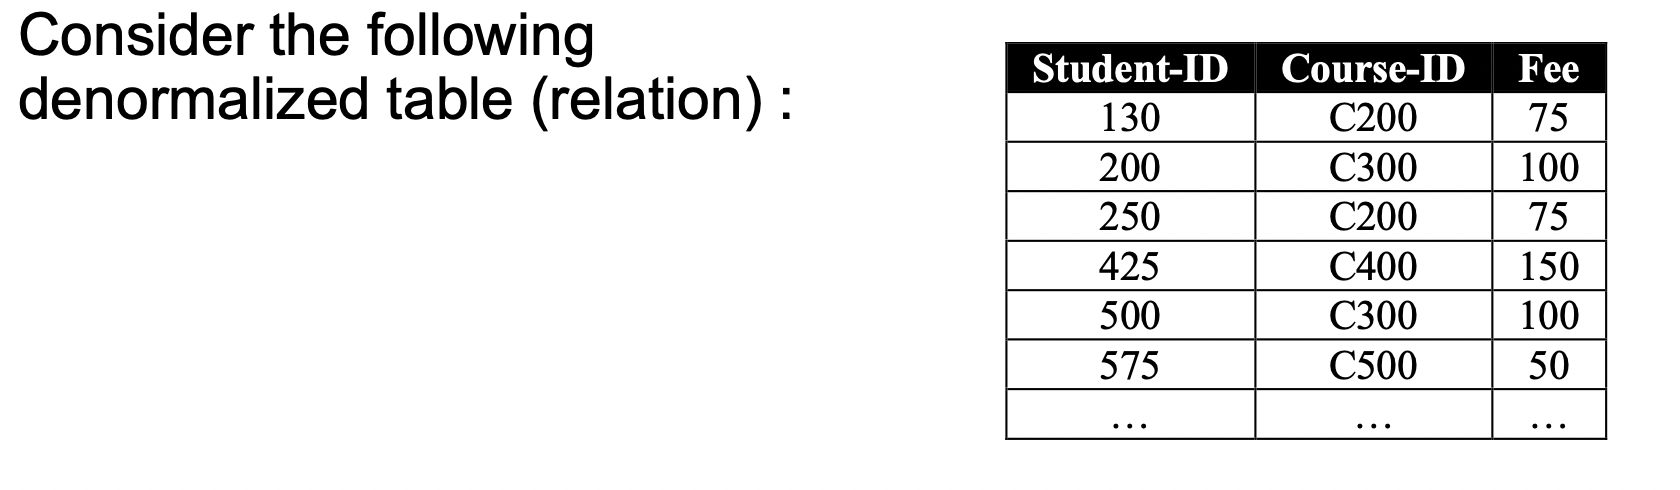 Consider the following
denormalized table (relation) :
Student-ID Course-ID Fee
130 C200 75
200 C300 100
250 C200 75
425 C400 150
500 C300 100
575 C500 50
… … …